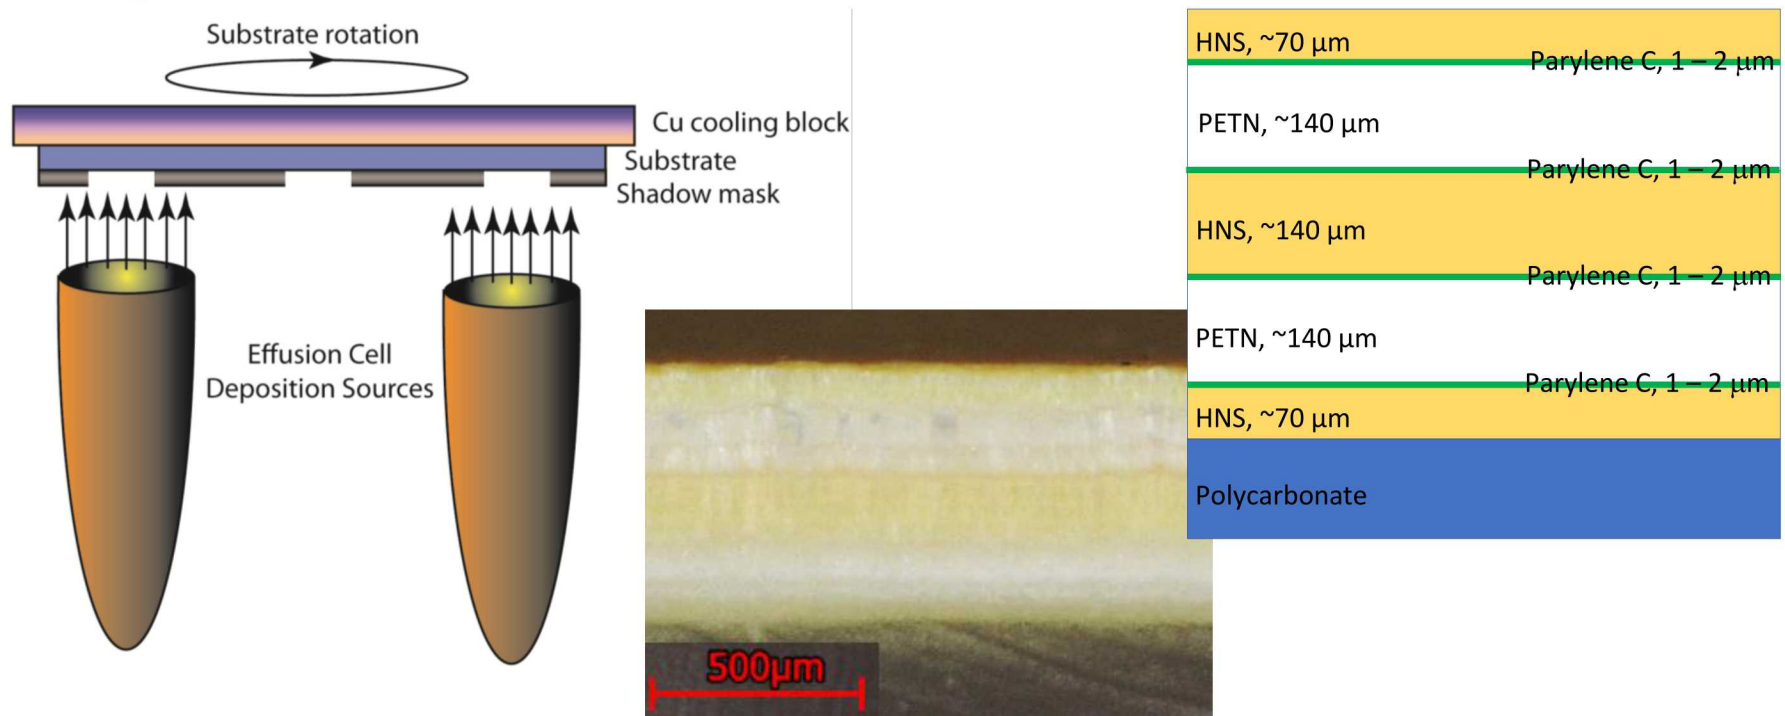 Substrate rotation
Cu cooling block
Substrate
Shadow mask
Effusion Cell
Deposition Sources
500µm
HNS, ~70 µm
Parylene C, 1 – 2 µm
PETN, ~140 µm
Parylene C, 1 – 2 µm
HNS, ~140 µm
Parylene C, 1 – 2 µm
PETN, ~140 µm
Parylene C, 1 – 2 µm
HNS, ~70 µm
Polycarbonate